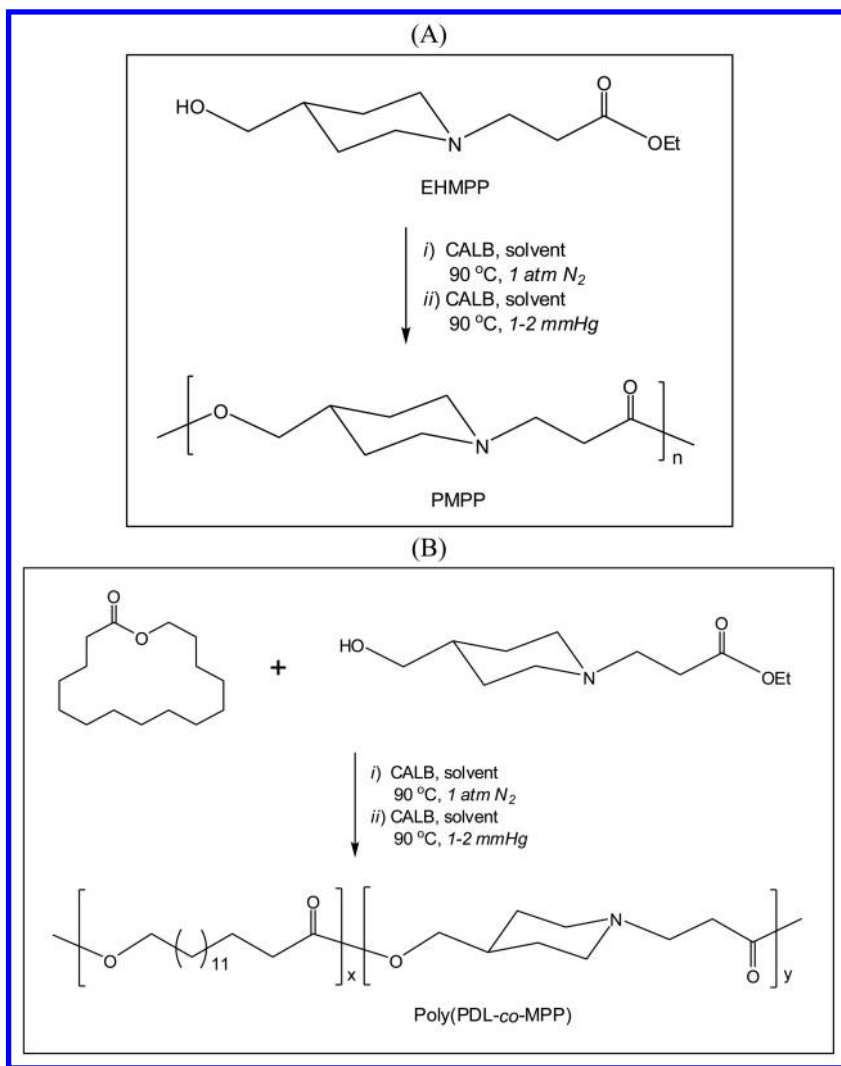 (A)
HO
N
O
OEt
EHMPP
i) CALB, solvent
90 °C, 1 atm N2
ii) CALB, solvent
90 °C, 1-2 mmHg
O
N
O
n
PMPP
(B)
O
O
+
HO
N
O
OEt
i) CALB, solvent
90 °C, 1 atm N2
ii) CALB, solvent
90 °C, 1-2 mmHg
O
11
O
x
O
N
O
y
Poly(PDL-co-MPP)